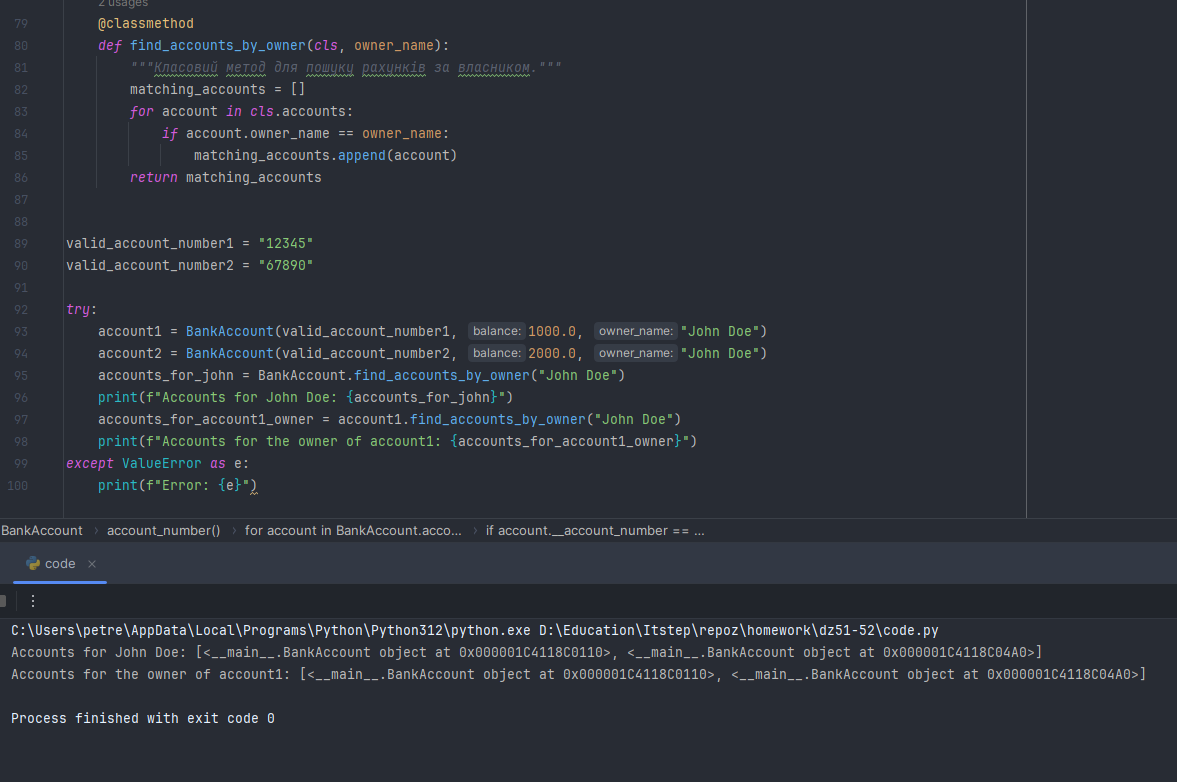 2 usages
79 @classmethod
80 def find_accounts_by_owner(cls, owner_name):
81 """Класовий метод для пошуку рахунків за власником."""
82 matching_accounts = []
83 for account in cls.accounts:
84 if account.owner_name == owner_name:
85 matching_accounts.append(account)
86 return matching_accounts
87
88
89 valid_account_number1 = "12345"
90 valid_account_number2 = "67890"
91
92 try:
93 account1 = BankAccount(valid_account_number1, balance: 1000.0, owner_name: "John Doe")
94 account2 = BankAccount(valid_account_number2, balance: 2000.0, owner_name: "John Doe")
95 accounts_for_john = BankAccount.find_accounts_by_owner("John Doe")
96 print(f"Accounts for John Doe: {accounts_for_john}")
97 accounts_for_account1_owner = account1.find_accounts_by_owner("John Doe")
98 print(f"Accounts for the owner of account1: {accounts_for_account1_owner}")
99 except ValueError as e:
100 print(f"Error: {e}")
BankAccount › account_number() › for account in BankAccount.acco... › if account.__account_number == ...
code ×
C:\Users\petre\AppData\Local\Programs\Python\Python312\python.exe D:\Education\Itstep\repoz\homework\dz51-52\code.py
Accounts for John Doe: [<__main__.BankAccount object at 0x000001C4118C0110>, <__main__.BankAccount object at 0x000001C4118C04A0>]
Accounts for the owner of account1: [<__main__.BankAccount object at 0x000001C4118C0110>, <__main__.BankAccount object at 0x000001C4118C04A0>]
Process finished with exit code 0